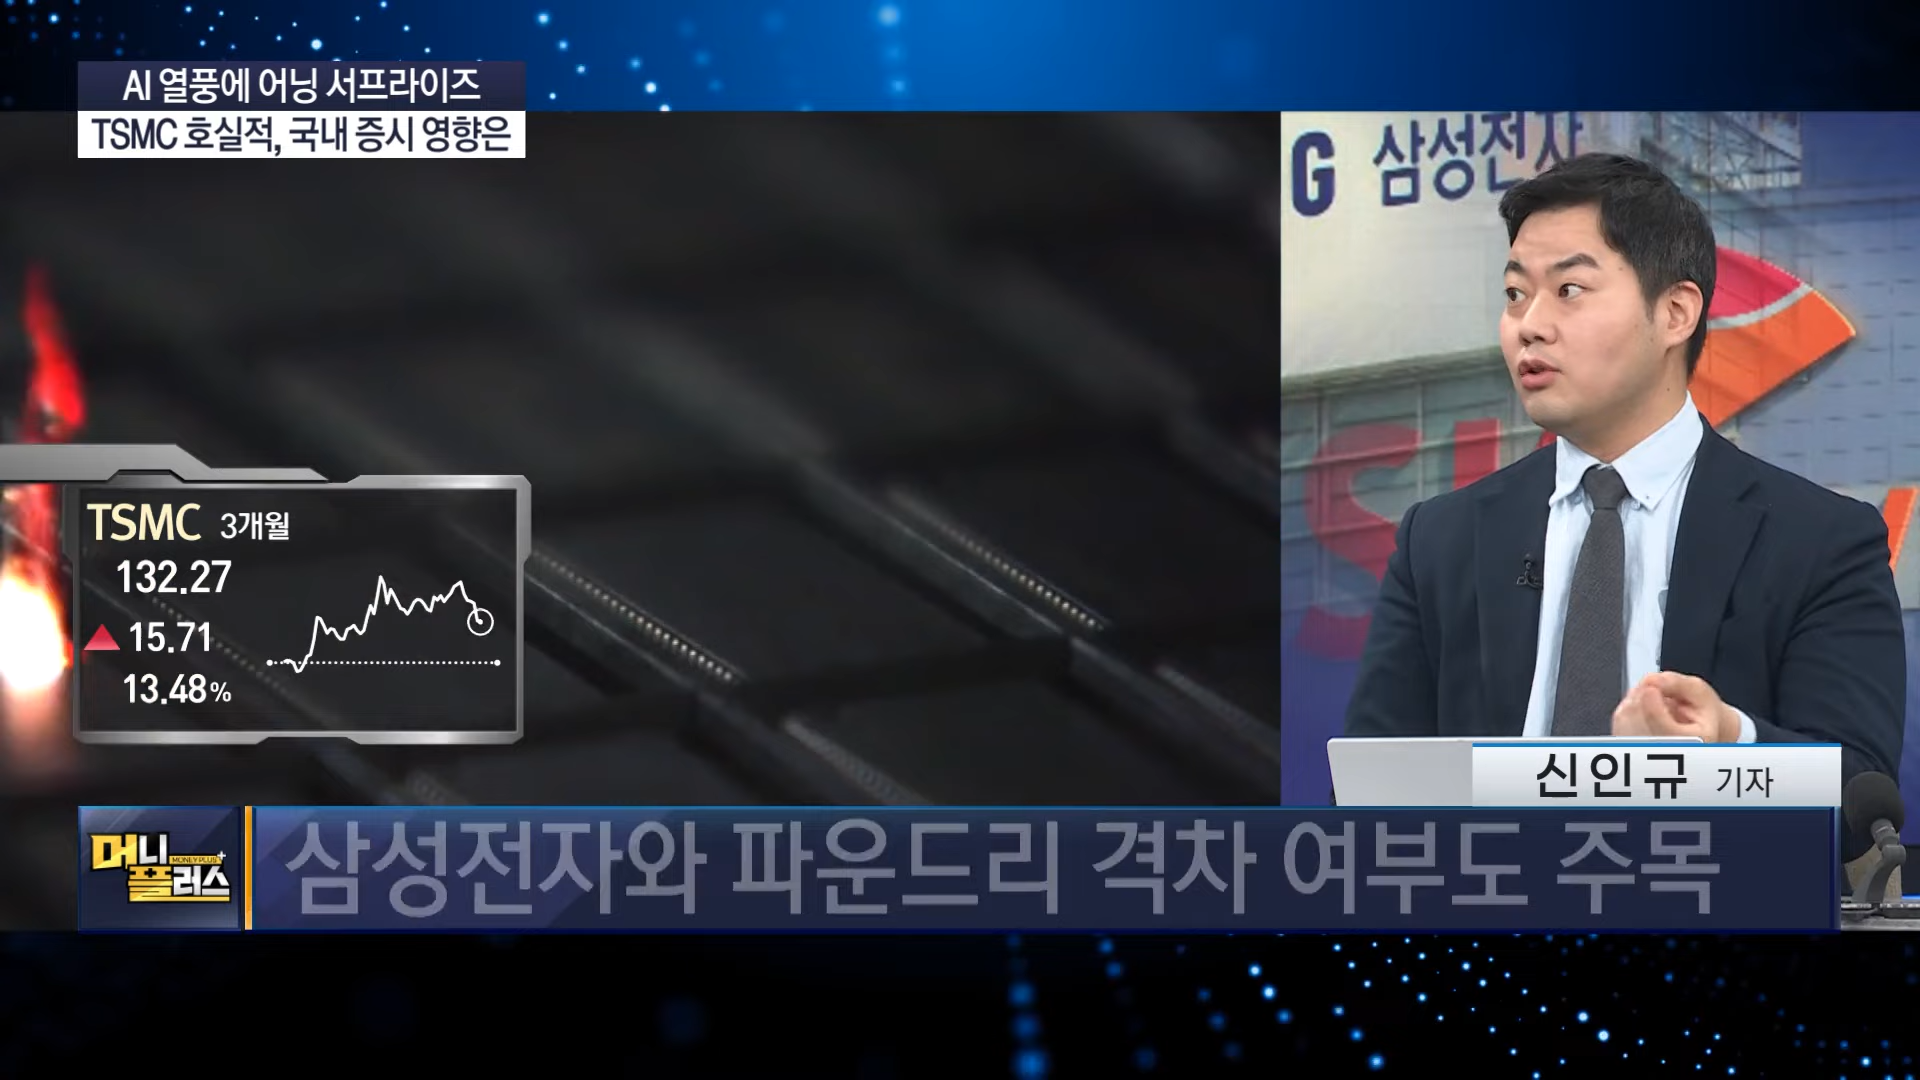 AI 열풍에 어닝 서프라이즈
TSMC 호실적, 국내 증시 영향은
G 삼성전자
SK
TSMC 3개월
132.27
▲ 15.71
13.48%
신인규 기자
머니
MONEY PLUS+
플러스
삼성전자와 파운드리 격차 여부도 주목